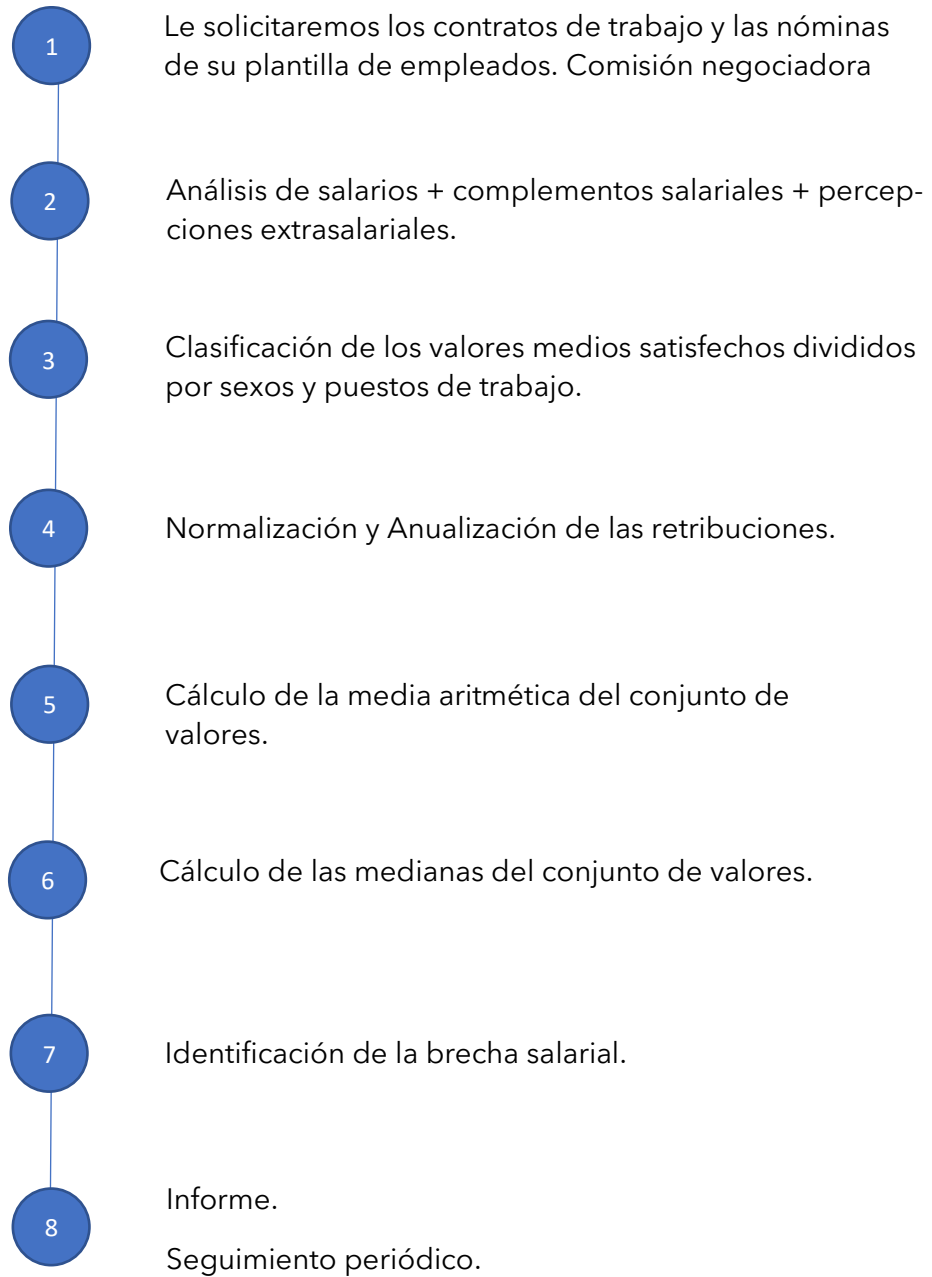 1
Le solicitaremos los contratos de trabajo y las nóminas
de su plantilla de empleados. Comisión negociadora
2
Análisis de salarios + complementos salariales + percep-
ciones extrasalariales.
3
Clasificación de los valores medios satisfechos divididos
por sexos y puestos de trabajo.
4
Normalización y Anualización de las retribuciones.
5
Cálculo de la media aritmética del conjunto de
valores.
6
Cálculo de las medianas del conjunto de valores.
7
Identificación de la brecha salarial.
8
Informe.
Seguimiento periódico.